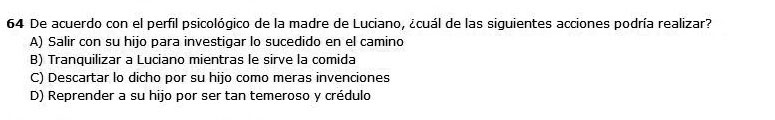 64 De acuerdo con el perfil psicológico de la madre de Luciano, ¿cuál de las siguientes acciones podría realizar?
A) Salir con su hijo para investigar lo sucedido en el camino
B) Tranquilizar a Luciano mientras le sirve la comida
C) Descartar lo dicho por su hijo como meras invenciones
D) Reprender a su hijo por ser tan temeroso y crédulo